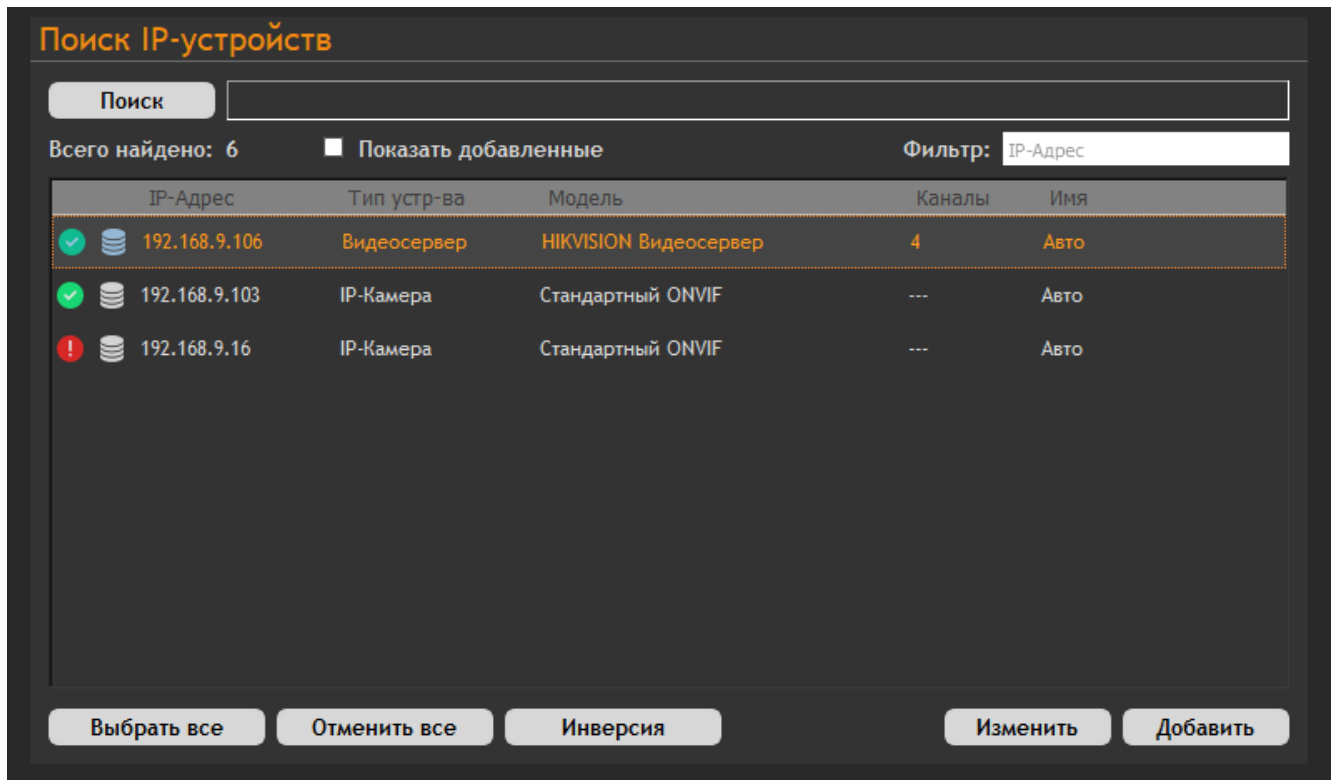 Поиск IP-устройств
Поиск
Всего найдено: 6 Показать добавленные Фильтр: IP-Адрес
IP-Адрес Тип устр-ва Модель Каналы Имя
192.168.9.106 Видеосервер HIKVISION Видеосервер 4 Авто
192.168.9.103 IP-Камера Стандартный ONVIF --- Авто
192.168.9.16 IP-Камера Стандартный ONVIF --- Авто
Выбрать все Отменить все Инверсия Изменить Добавить